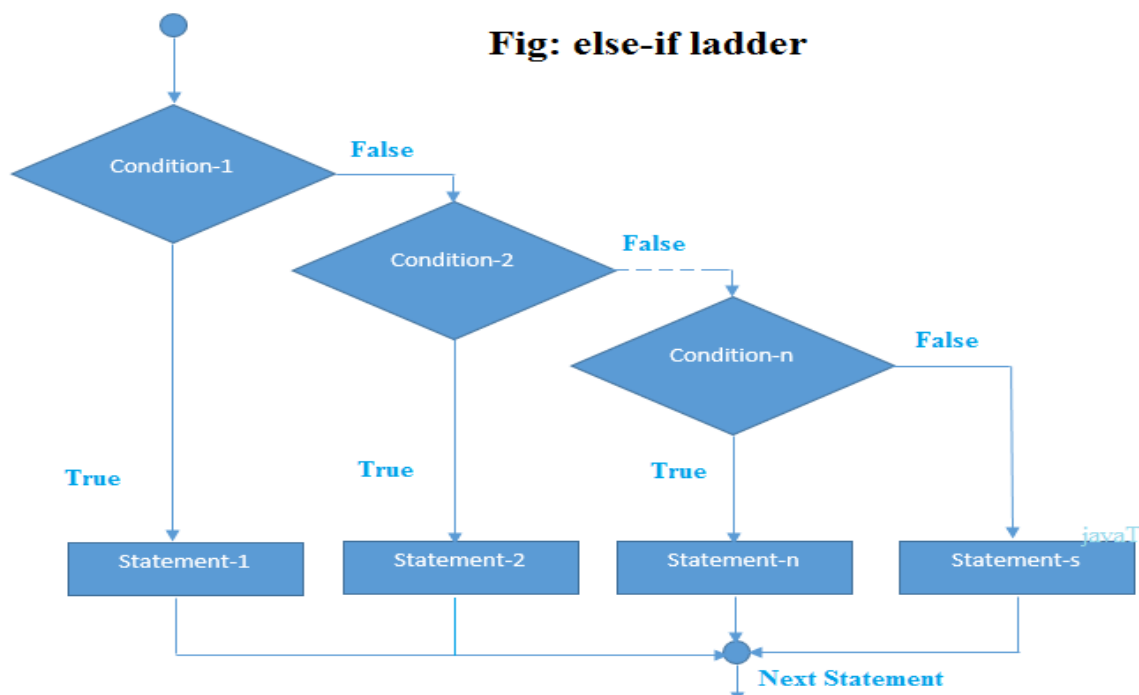 Fig: else-if ladder
Condition-1
False
Condition-2
False
Condition-n
False
True
True
True
Statement-1
Statement-2
Statement-n
Statement-s
javaT
Next Statement